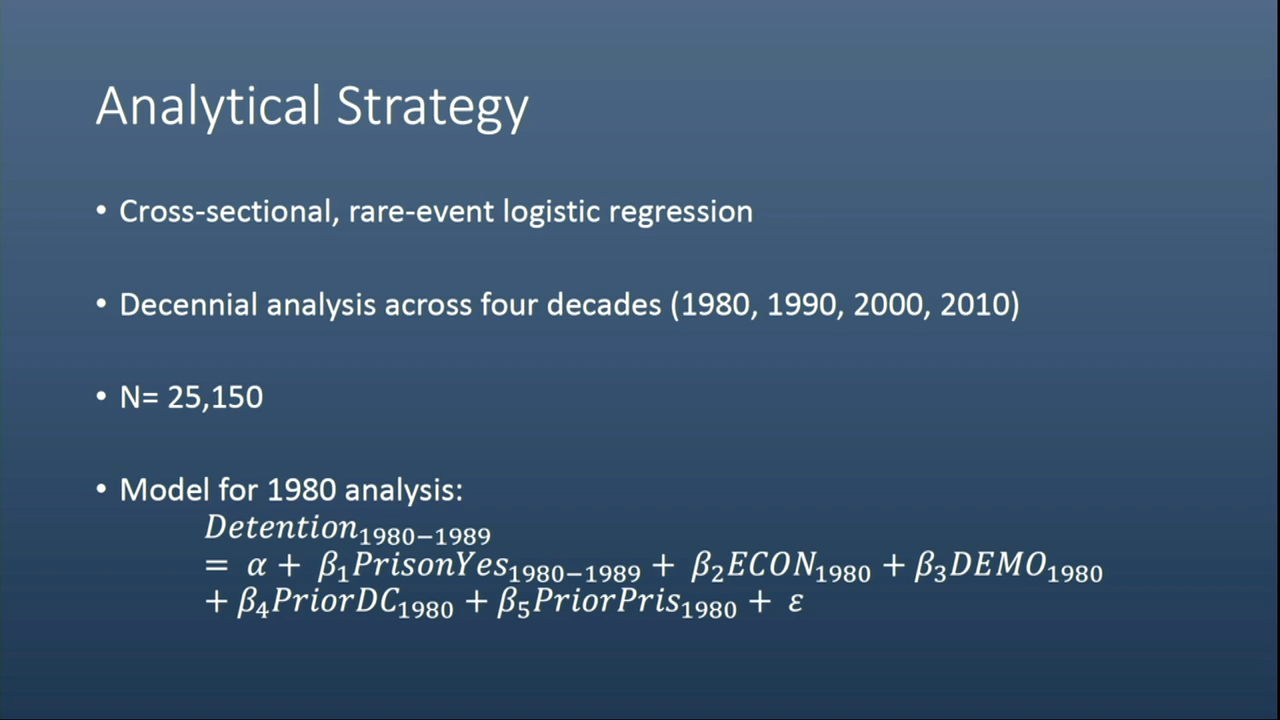 Analytical Strategy
• Cross-sectional, rare-event logistic regression
• Decennial analysis across four decades (1980, 1990, 2000, 2010)
• N= 25,150
• Model for 1980 analysis:
Detention₁₉₈₀₋₁₉₈₉
= α + β₁PrisonYes₁₉₈₀₋₁₉₈₉ + β₂ECON₁₉₈₀ + β₃DEMO₁₉₈₀
+ β₄PriorDC₁₉₈₀ + β₅PriorPris₁₉₈₀ + ε